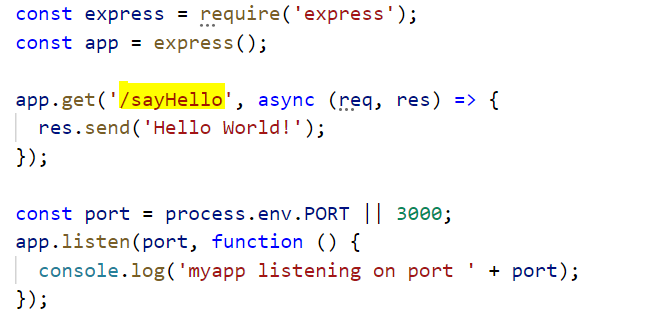 const express = require('express');
const app = express();
app.get('/sayHello', async (req, res) => {
  res.send('Hello World!');
});
const port = process.env.PORT || 3000;
app.listen(port, function () {
  console.log('myapp listening on port ' + port);
});